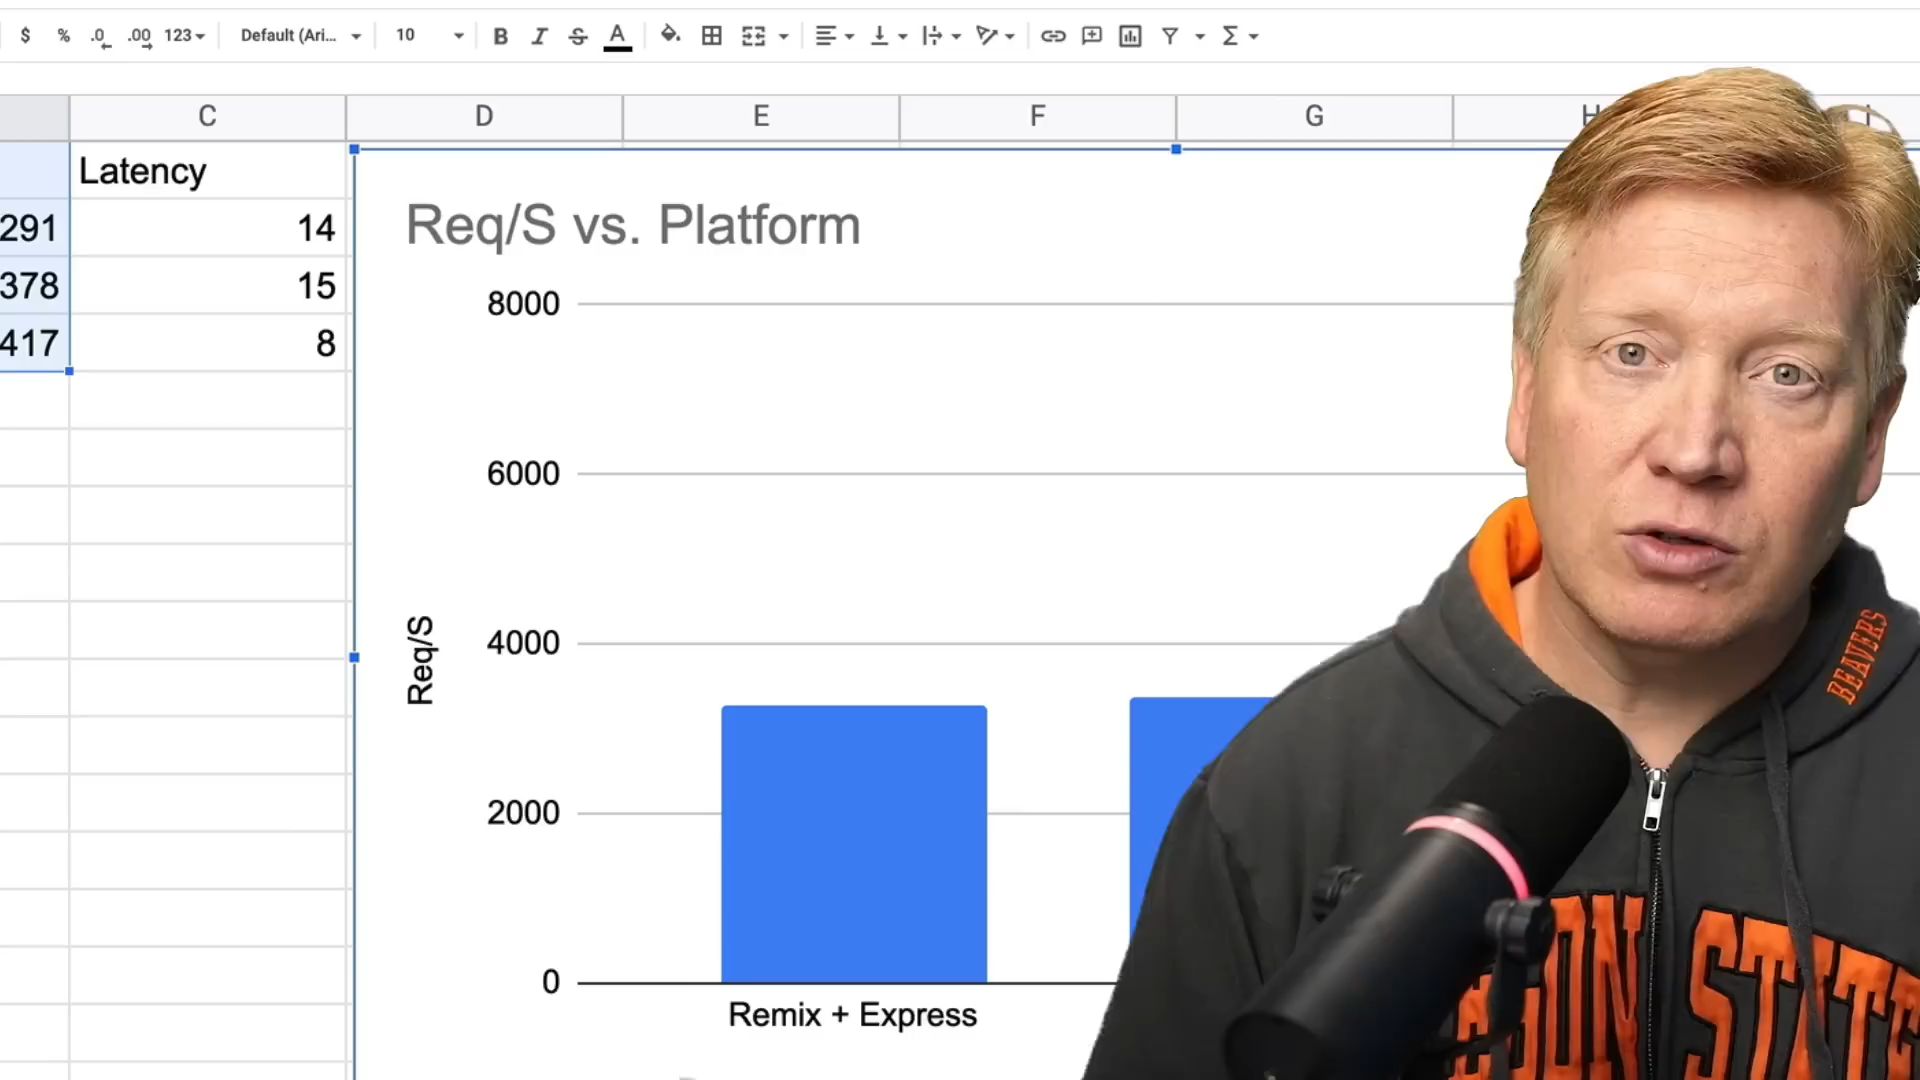 $ % .0 .00 123 Default (Ari... 10 B I S A
C D E F G H
Latency
291 14
378 15
417 8
Req/S vs. Platform
8000
6000
4000
2000
0
Req/S
Remix + Express
BEAVERS
STATE